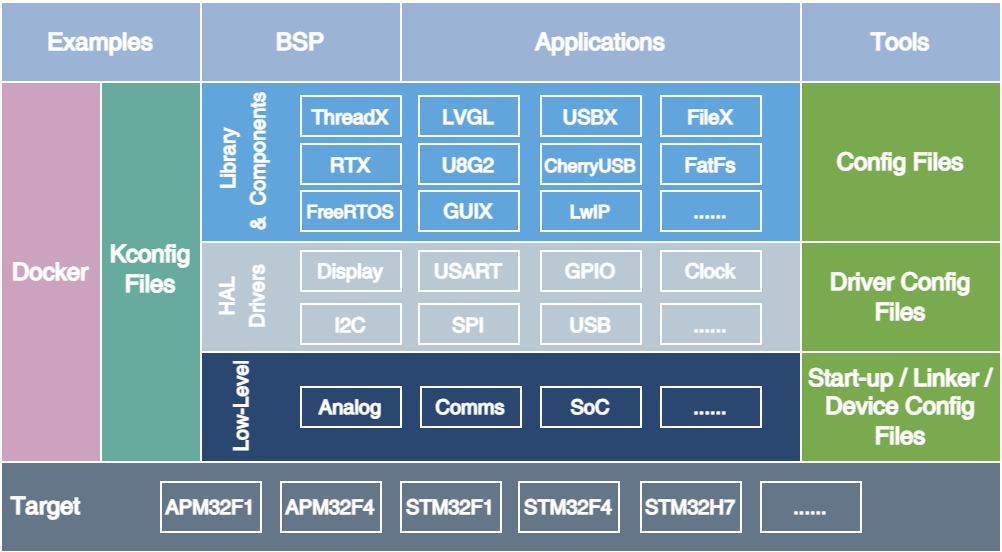 Examples
BSP
Applications
Tools
Docker
Kconfig
Files
Library
& Components
ThreadX
LVGL
USBX
FileX
RTX
U8G2
CherryUSB
FatFs
FreeRTOS
GUIX
LwIP
......
Config Files
HAL
Drivers
Display
USART
GPIO
Clock
I2C
SPI
USB
......
Driver Config
Files
Low-Level
Analog
Comms
SoC
......
Start-up / Linker /
Device Config
Files
Target
APM32F1
APM32F4
STM32F1
STM32F4
STM32H7
......